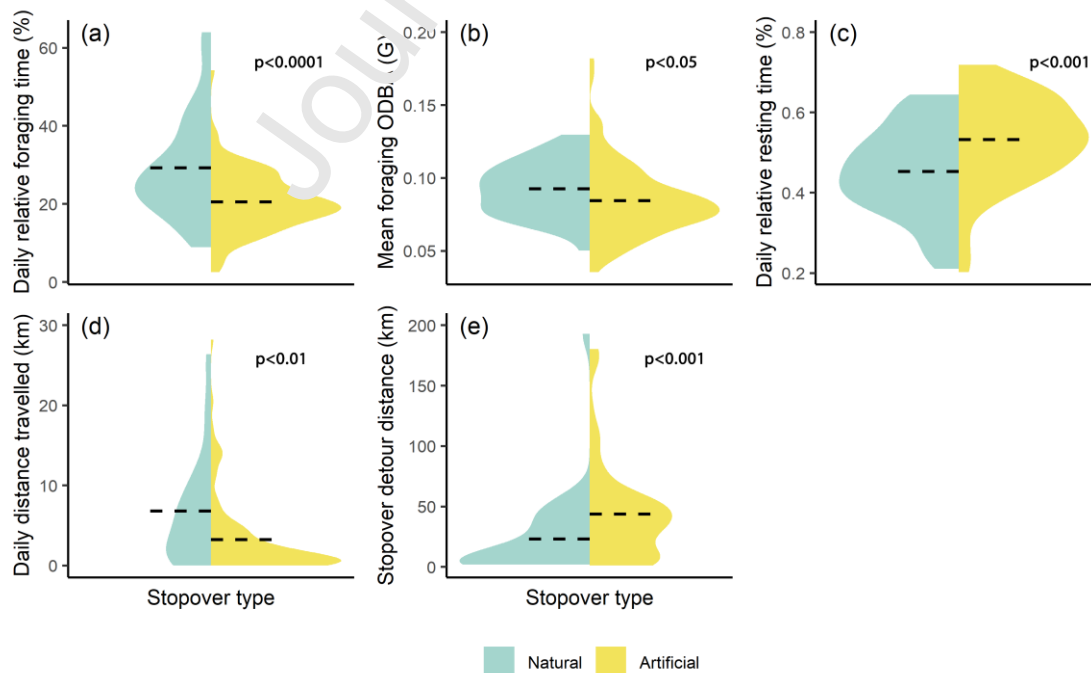 (a)
p<0.0001
Daily relative foraging time (%)
60
40
20
0
(b)
p<0.05
Mean foraging ODBA (G)
0.20
0.15
0.10
0.05
(c)
p<0.001
Daily relative resting time (%)
0.8
0.6
0.4
0.2
(d)
p<0.01
Daily distance travelled (km)
30
20
10
0
Stopover type
(e)
p<0.001
Stopover detour distance (km)
200
150
100
50
0
Stopover type
Natural
Artificial
Jour